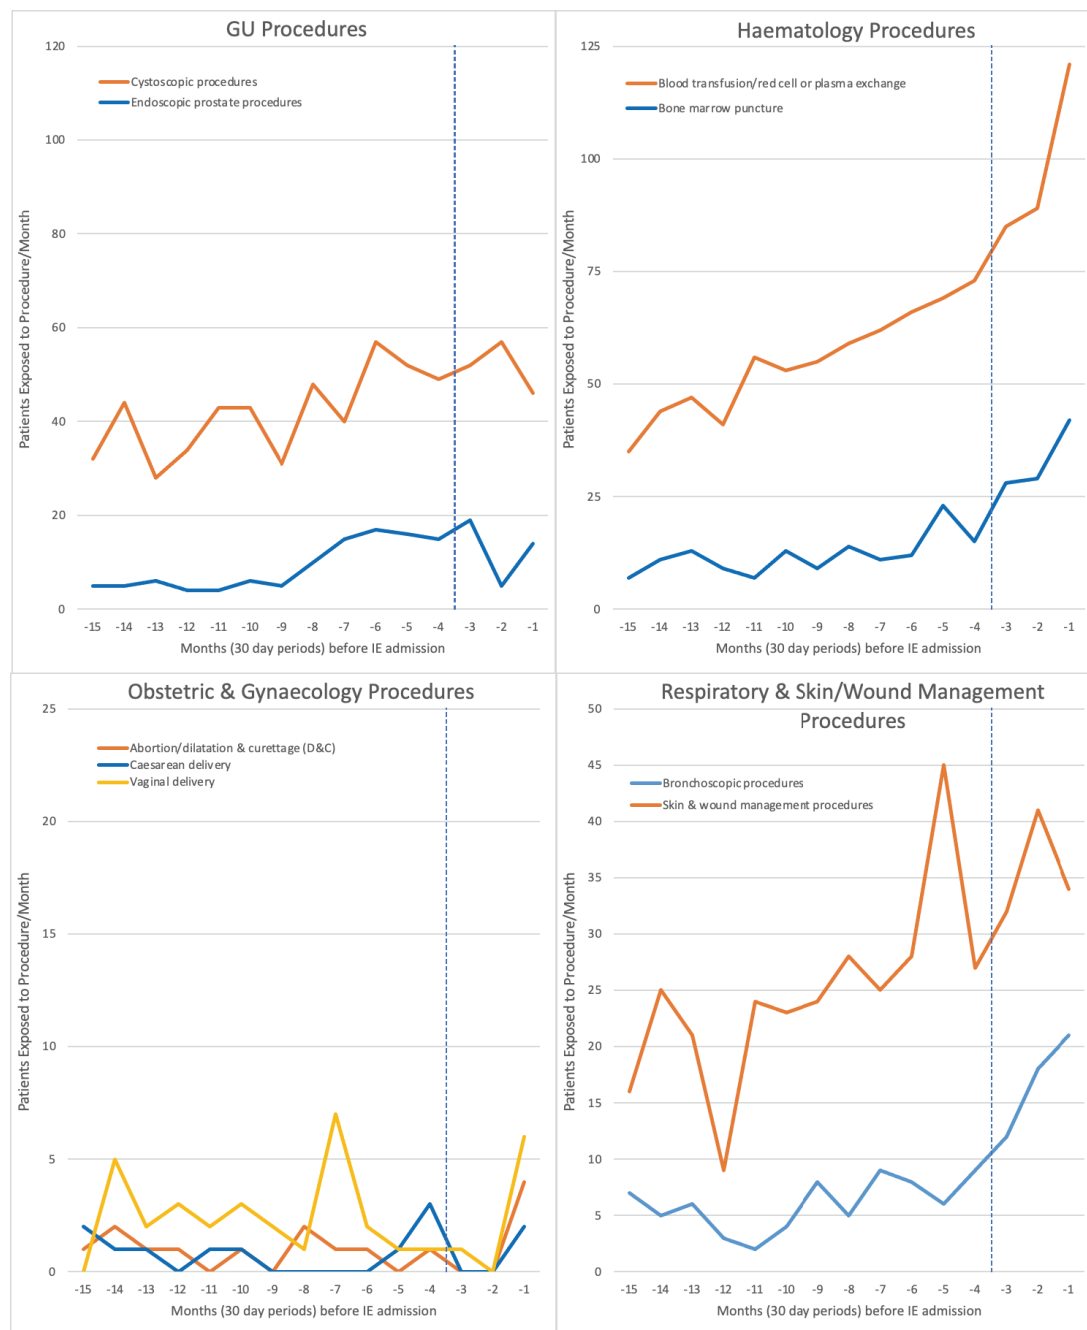 GU Procedures
120
Cystoscopic procedures
Endoscopic prostate procedures
100
80
60
40
20
0
Patients Exposed to Procedure/Month
-15 -14 -13 -12 -11 -10 -9 -8 -7 -6 -5 -4 -3 -2 -1
Months (30 day periods) before IE admission
Haematology Procedures
125
Blood transfusion/red cell or plasma exchange
Bone marrow puncture
100
75
50
25
0
Patients Exposed to Procedure/Month
-15 -14 -13 -12 -11 -10 -9 -8 -7 -6 -5 -4 -3 -2 -1
Months (30 day periods) before IE admission
Obstetric & Gynaecology Procedures
25
Abortion/dilatation & curettage (D&C)
Caesarean delivery
Vaginal delivery
20
15
10
5
0
Patients Exposed to Procedure/Month
-15 -14 -13 -12 -11 -10 -9 -8 -7 -6 -5 -4 -3 -2 -1
Months (30 day periods) before IE admission
Respiratory & Skin/Wound Management
Procedures
50
45
Bronchoscopic procedures
Skin & wound management procedures
40
35
30
25
20
15
10
5
0
Patients Exposed to Procedure/Month
-15 -14 -13 -12 -11 -10 -9 -8 -7 -6 -5 -4 -3 -2 -1
Months (30 day periods) before IE admission